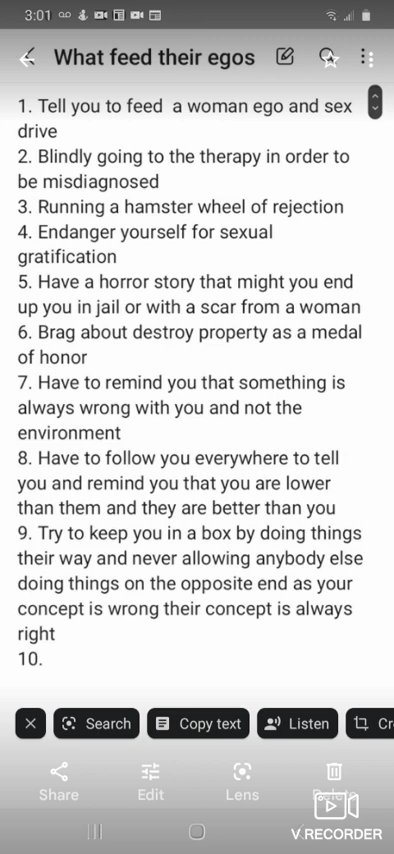 3:01
What feed their egos
1. Tell you to feed a woman ego and sex
drive
2. Blindly going to the therapy in order to
be misdiagnosed
3. Running a hamster wheel of rejection
4. Endanger yourself for sexual
gratification
5. Have a horror story that might you end
up you in jail or with a scar from a woman
6. Brag about destroy property as a medal
of honor
7. Have to remind you that something is
always wrong with you and not the
environment
8. Have to follow you everywhere to tell
you and remind you that you are lower
than them and they are better than you
9. Try to keep you in a box by doing things
their way and never allowing anybody else
doing things on the opposite end as your
concept is wrong their concept is always
right
10.
Search Copy text Listen Cr
Share Edit Lens Delete
V.RECORDER